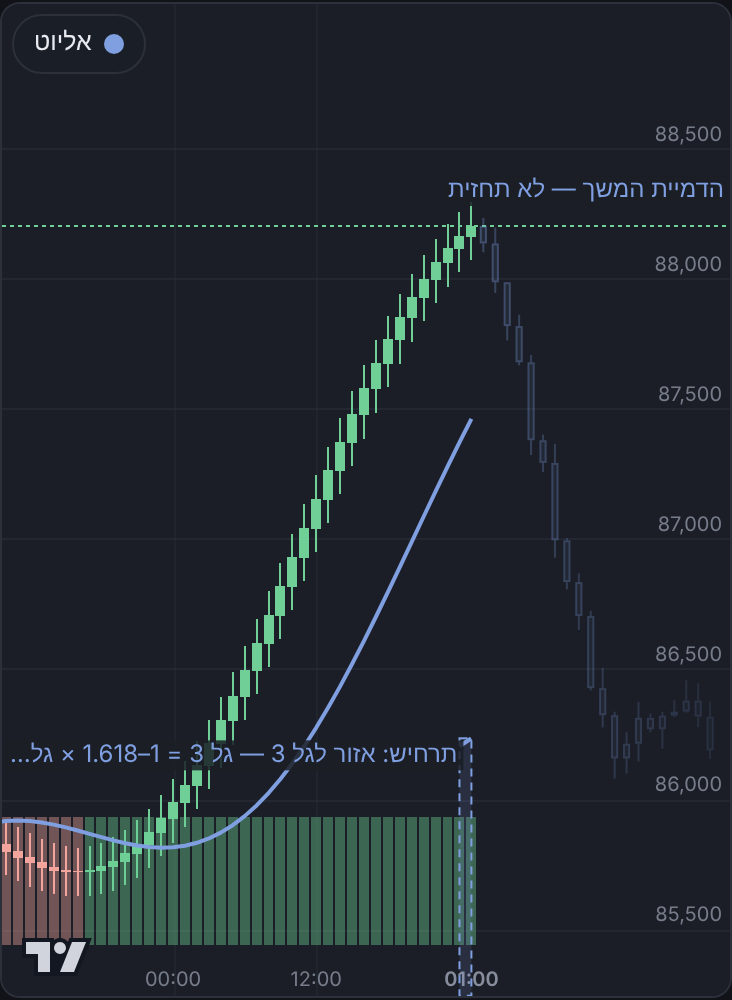 אליוט
88,500
הדמיית המשך — לא תחזית
88,000
87,500
87,000
86,500
תרחיש: אזור לגל 3 — גל 3 = 1–1.618 × גל...
86,000
85,500
00:00 12:00 01:00